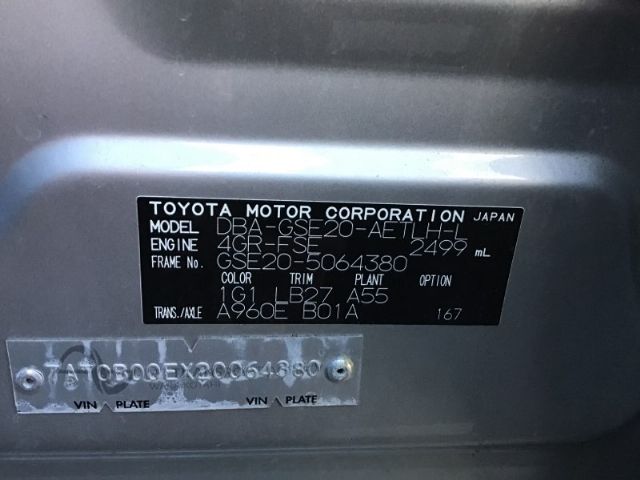 TOYOTA MOTOR CORPORATION JAPAN
MODEL DBA-GSE20-AETLH-L
ENGINE 4GR-FSE 2499 mL
FRAME No. GSE20-5064380
COLOR TRIM PLANT OPTION
1G1 LB27 A55
TRANS./AXLE A960E B01A 167
VIN PLATE VIN PLATE